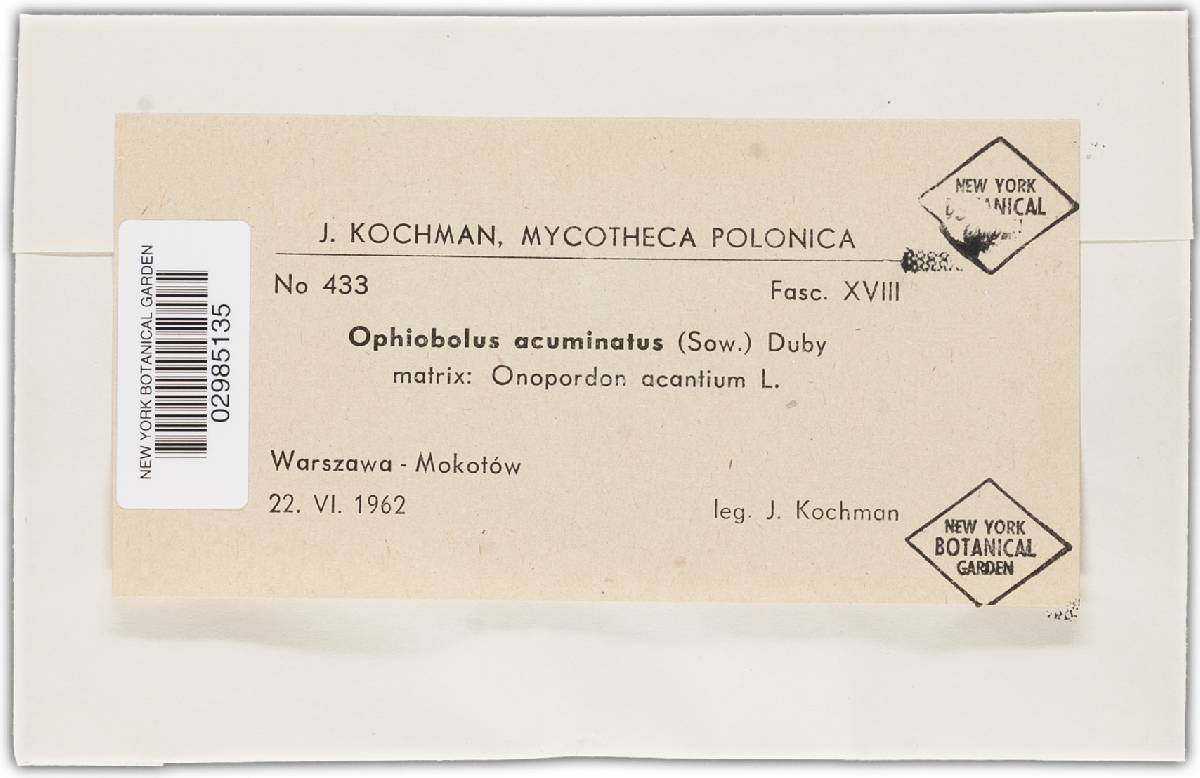 J. KOCHMAN, MYCOTHECA POLONICA
No 433
Fasc. XVIII
Ophiobolus acuminatus (Sow.) Duby
matrix: Onopordon acantium L.
Warszawa - Mokotów
22. VI. 1962
leg. J. Kochman
NEW YORK BOTANICAL GARDEN
02985135
NEW YORK
NEW YORK
BOTANICAL
GARDEN